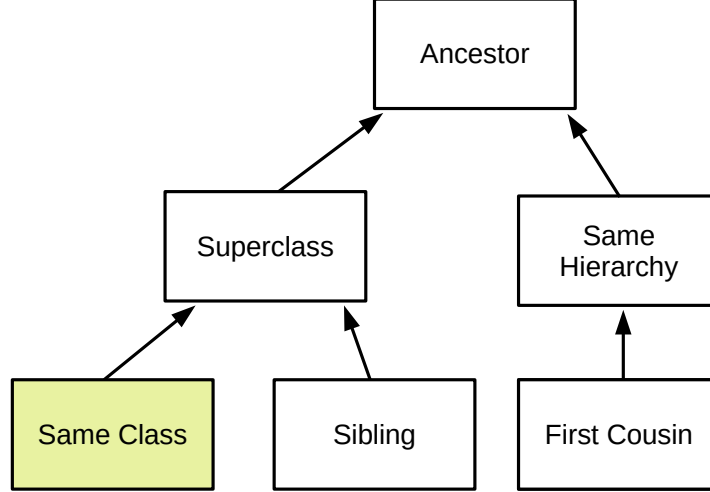 Ancestor
Superclass
Same
Hierarchy
Same Class
Sibling
First Cousin